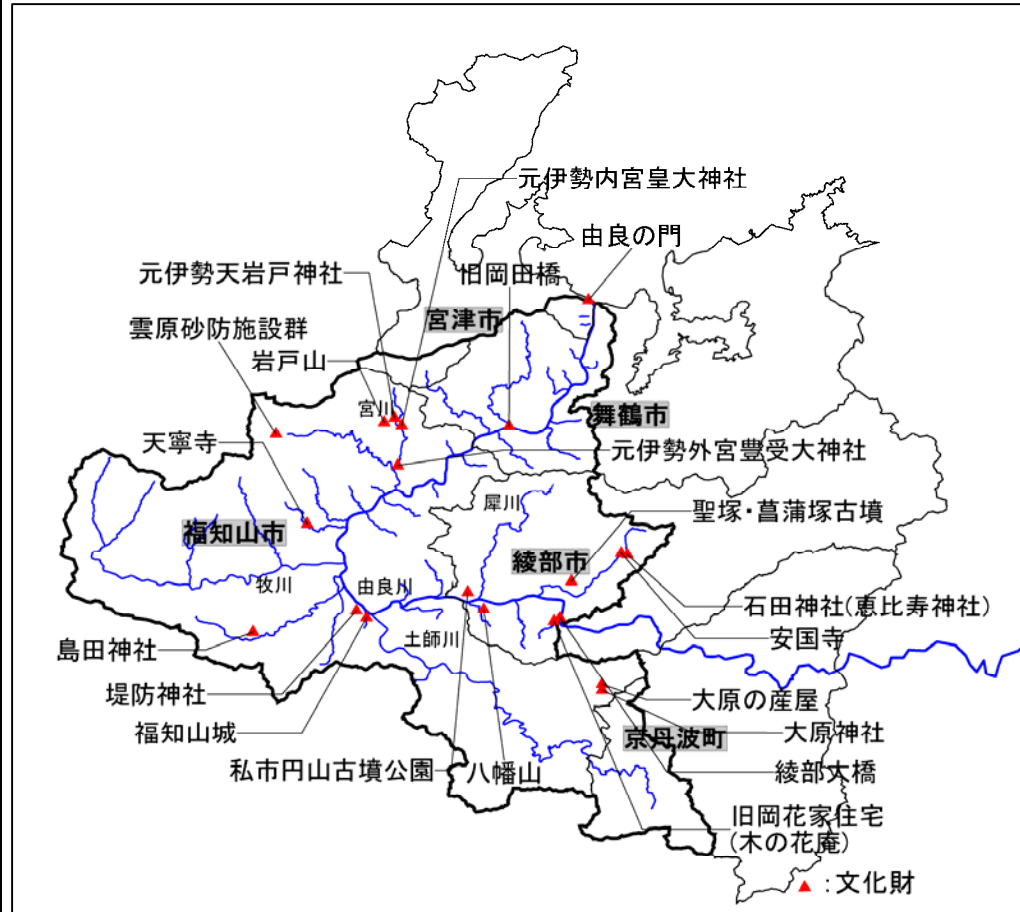 元伊勢内宮皇大神社
由良の門
元伊勢天岩戸神社
旧岡田橋
宮津市
雲原砂防施設群
岩戸山
宮川
舞鶴市
天寧寺
元伊勢外宮豊受大神社
犀川
聖塚・菖蒲塚古墳
福知山市
綾部市
牧川
由良川
石田神社(恵比寿神社)
土師川
安国寺
島田神社
堤防神社
大原の産屋
福知山城
京丹波町
大原神社
私市円山古墳公園
八幡山
綾部大橋
旧岡花家住宅
(木の花庵)
▲:文化財